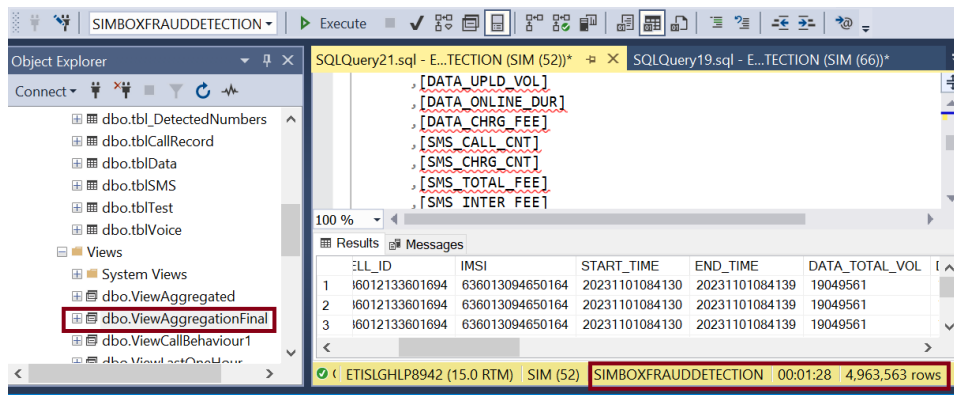 SIMBOXFRAUDDETECTION
Execute
Object Explorer
Connect
dbo.tbl_DetectedNumbers
dbo.tblCallRecord
dbo.tblData
dbo.tblSMS
dbo.tblTest
dbo.tblVoice
Views
System Views
dbo.ViewAggregated
dbo.ViewAggregationFinal
dbo.ViewCallBehaviour1
dbo.ViewLastOneHour
SQLQuery21.sql - E...TECTION (SIM (52))*
SQLQuery19.sql - E...TECTION (SIM (66))*
,[DATA_UPLD_VOL]
,[DATA_ONLINE_DUR]
,[DATA_CHRG_FEE]
,[SMS_CALL_CNT]
,[SMS_CHRG_CNT]
,[SMS_TOTAL_FEE]
,[SMS_INTER_FEE]
100 %
Results Messages
ELL_ID IMSI START_TIME END_TIME DATA_TOTAL_VOL
1 36012133601694 636013094650164 20231101084130 20231101084139 19049561
2 36012133601694 636013094650164 20231101084130 20231101084139 19049561
3 36012133601694 636013094650164 20231101084130 20231101084139 19049561
ETISLGHLP8942 (15.0 RTM) SIM (52) SIMBOXFRAUDDETECTION 00:01:28 4,963,563 rows